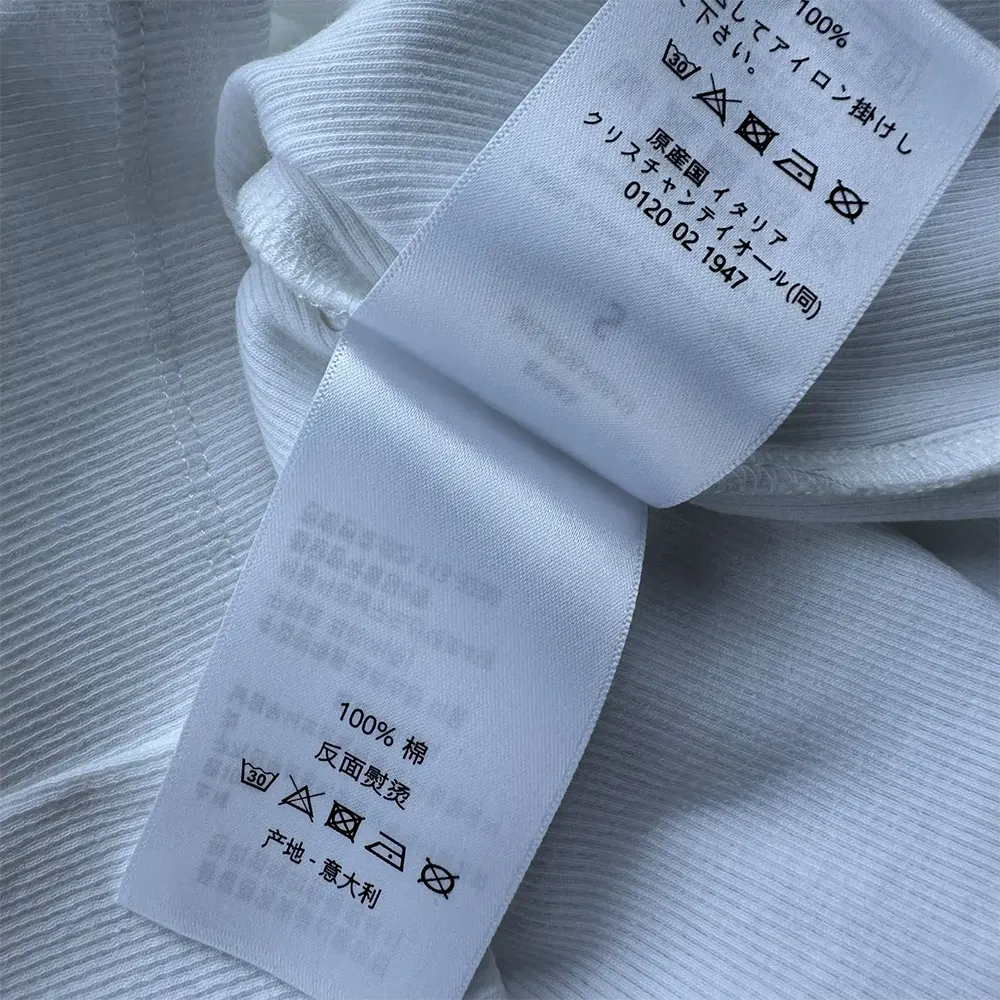 100%
してアイロン掛けし
下さい。
30
原産国 イタリア
クリスチャンディオール(同)
0120 02 1947
100% 棉
反面熨烫
30
产地 - 意大利